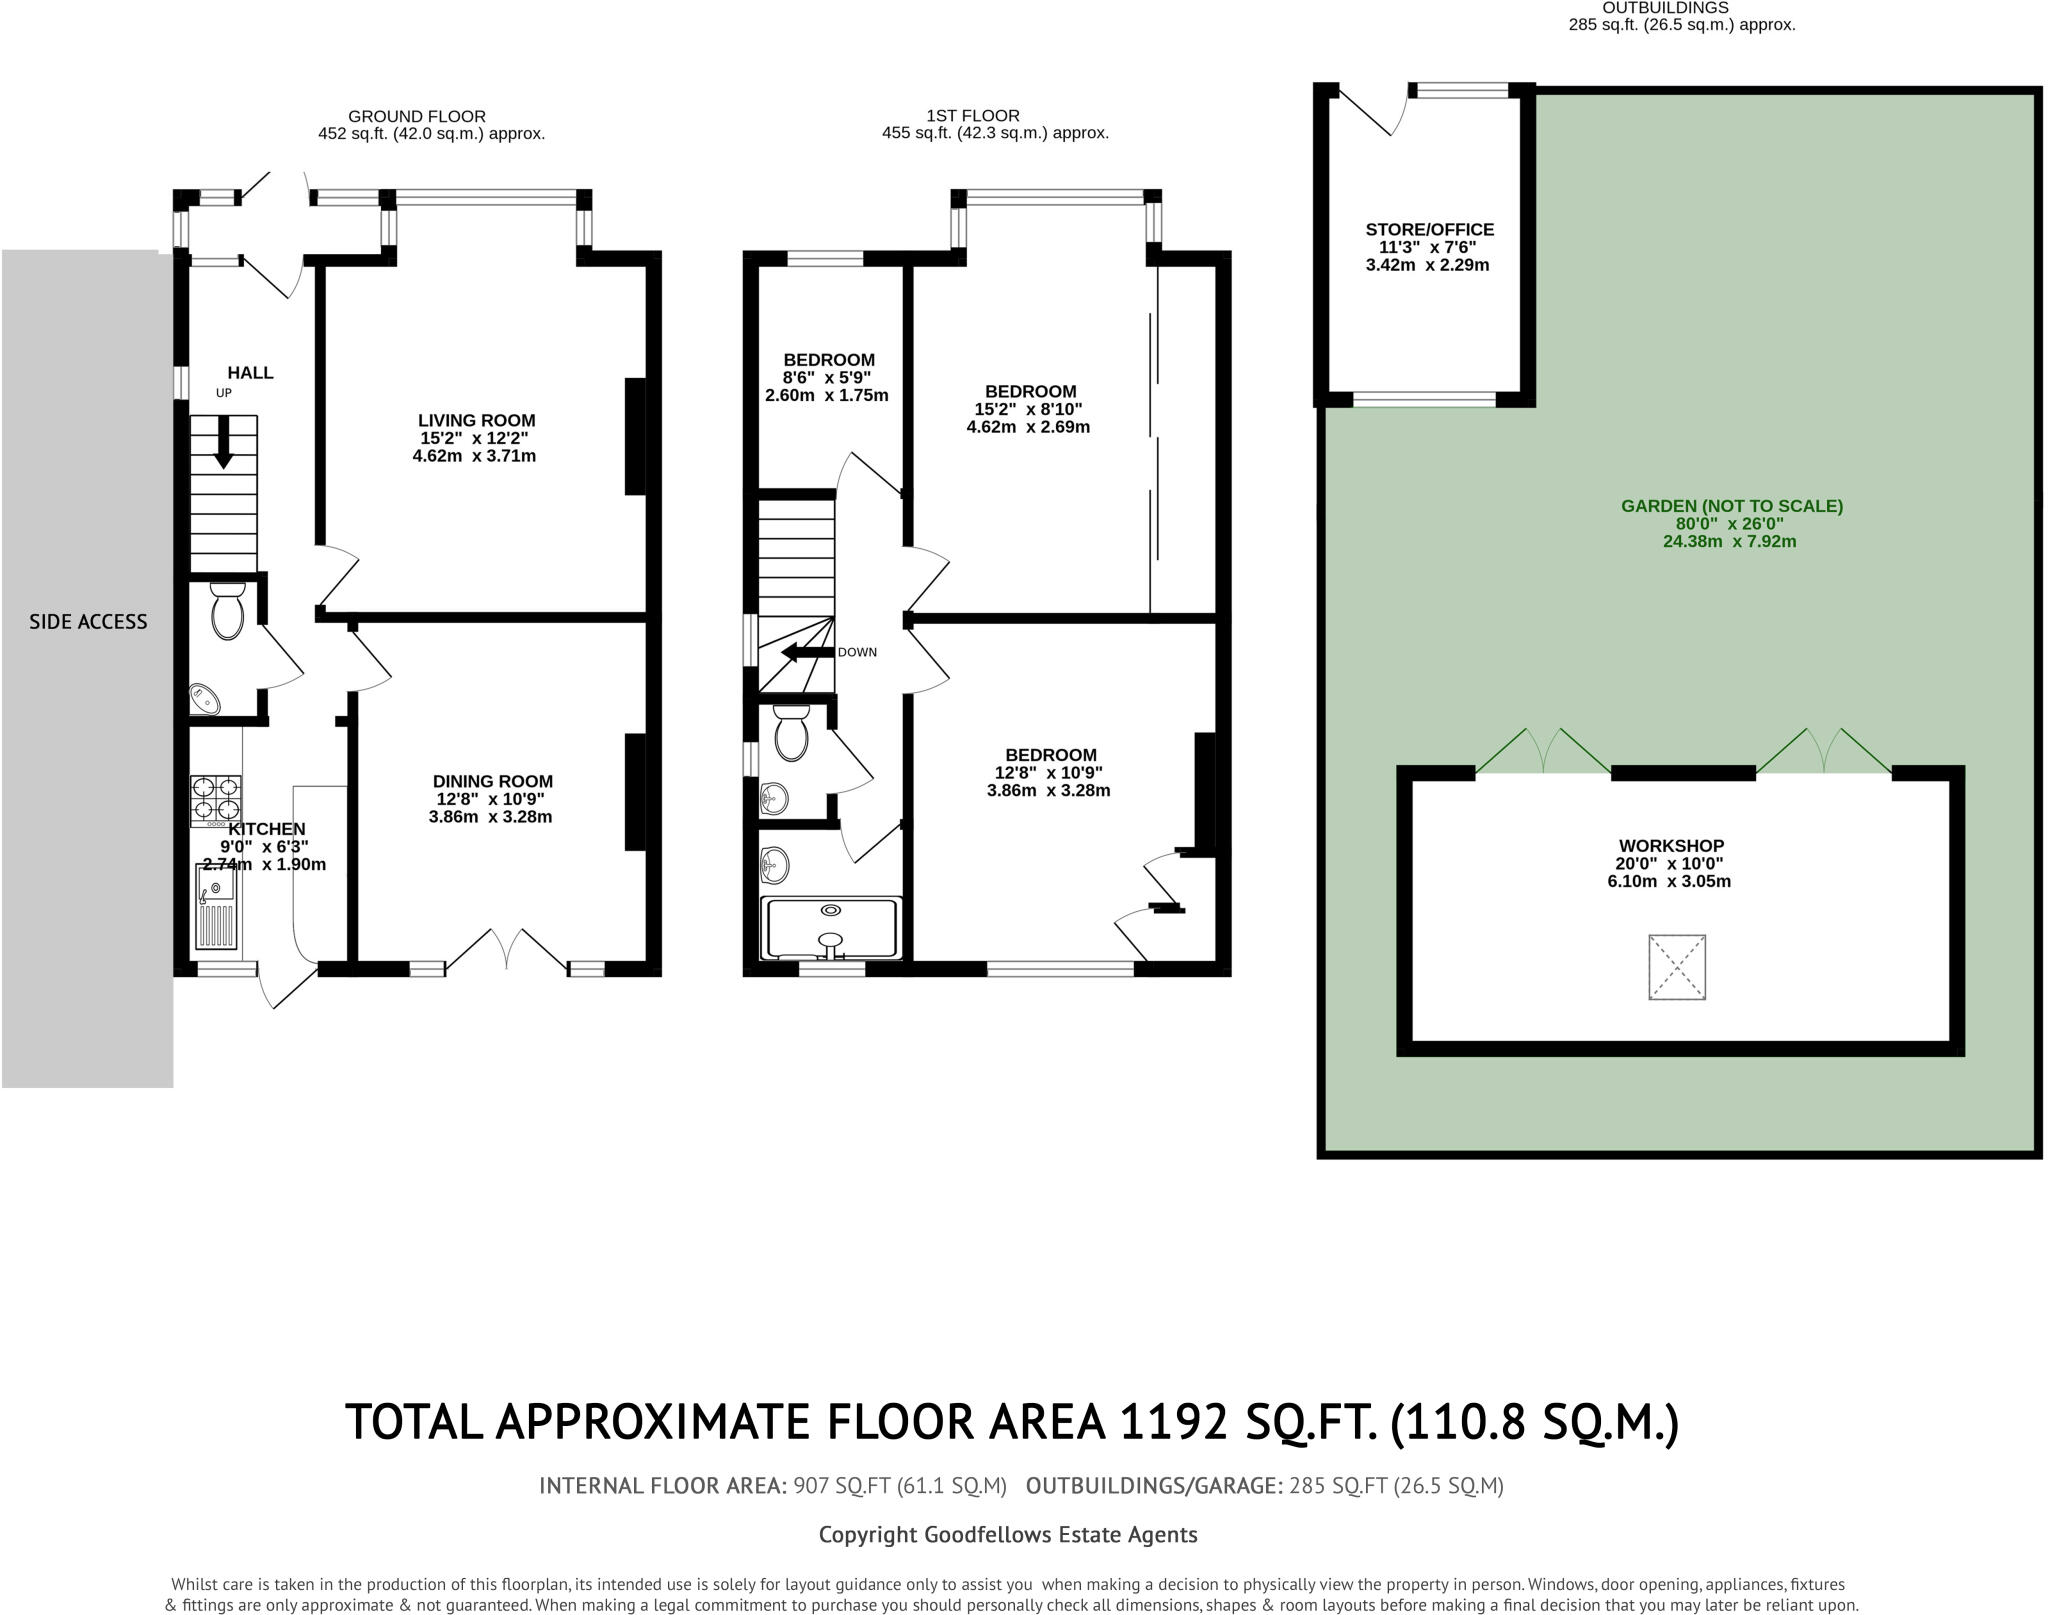 OUTBUILDINGS
285 sq.ft. (26.5 sq.m.) approx.
GROUND FLOOR
452 sq.ft. (42.0 sq.m.) approx.
1ST FLOOR
455 sq.ft. (42.3 sq.m.) approx.
HALL
UP
LIVING ROOM
15'2" x 12'2"
4.62m x 3.71m
SIDE ACCESS
DINING ROOM
12'8" x 10'9"
3.86m x 3.28m
KITCHEN
9'0" x 6'3"
2.74m x 1.90m
BEDROOM
8'6" x 5'9"
2.60m x 1.75m
BEDROOM
15'2" x 8'10"
4.62m x 2.69m
DOWN
BEDROOM
12'8" x 10'9"
3.86m x 3.28m
STORE/OFFICE
11'3" x 7'6"
3.42m x 2.29m
GARDEN (NOT TO SCALE)
80'0" x 26'0"
24.38m x 7.92m
WORKSHOP
20'0" x 10'0"
6.10m x 3.05m
TOTAL APPROXIMATE FLOOR AREA 1192 SQ.FT. (110.8 SQ.M.)
INTERNAL FLOOR AREA: 907 SQ.FT (61.1 SQ.M) OUTBUILDINGS/GARAGE: 285 SQ.FT (26.5 SQ.M)
Copyright Goodfellows Estate Agents
Whilst care is taken in the production of this floorplan, its intended use is solely for layout guidance only to assist you when making a decision to physically view the property in person. Windows, door opening, appliances, fixtures
& fittings are only approximate & not guaranteed. When making a legal commitment to purchase you should personally check all dimensions, shapes & room layouts before making a final decision that you may later be reliant upon.